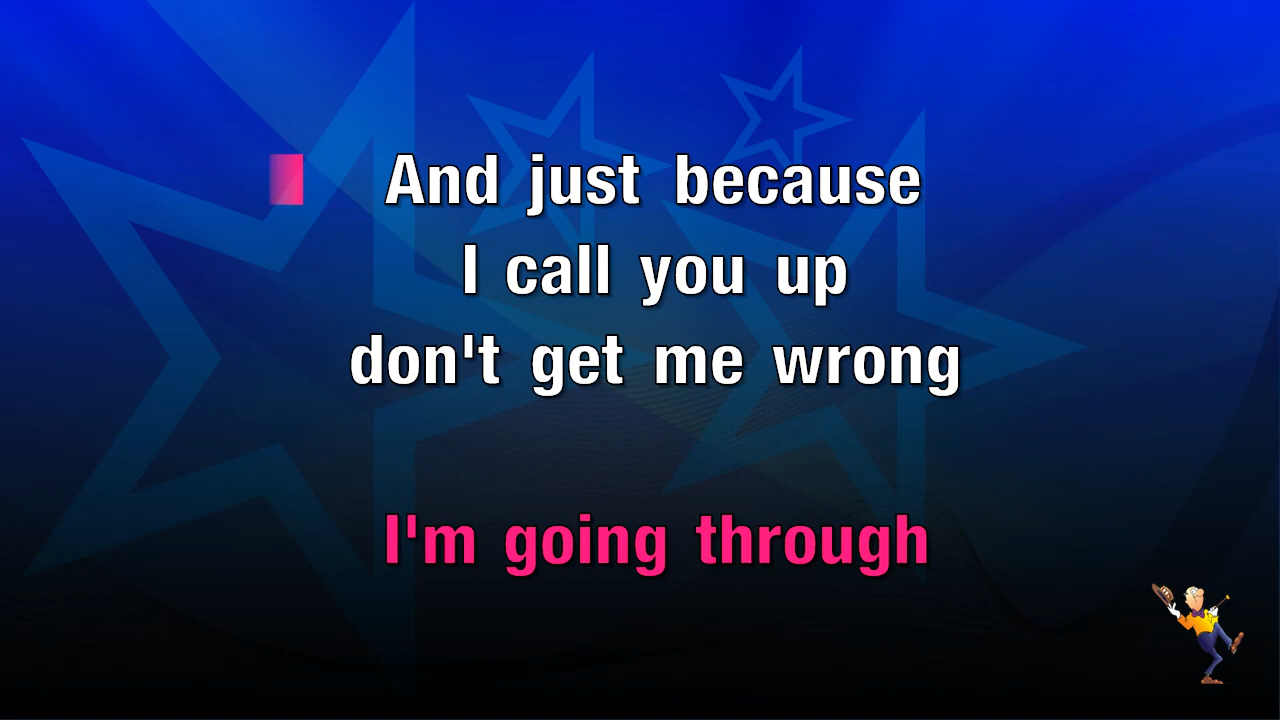 And just because
I call you up
don't get me wrong
I'm going through